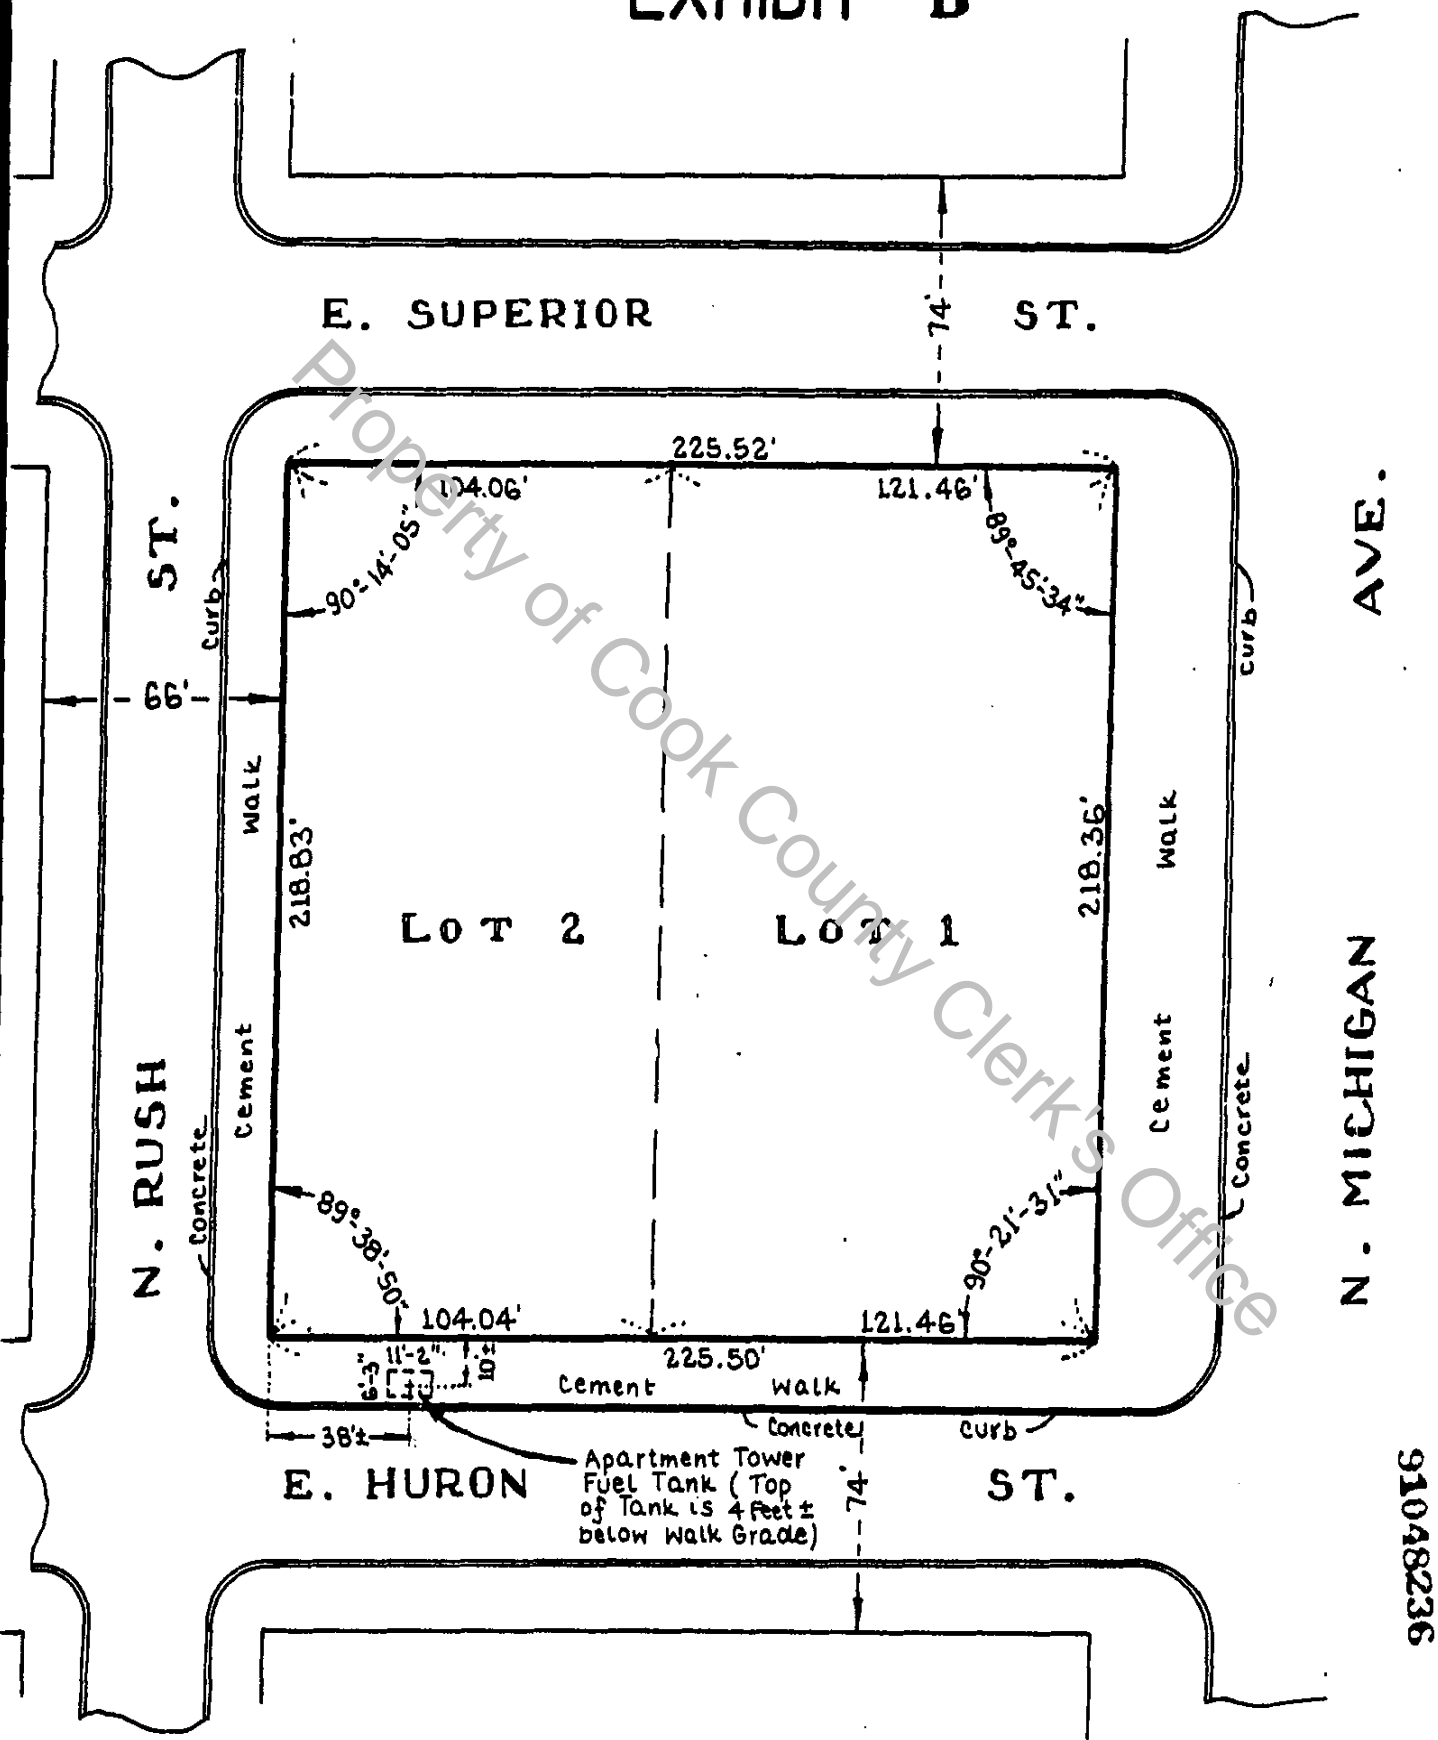 EXHIBIT B
E. SUPERIOR ST.
74'
225.52'
104.06'
121.46'
90°-14'-05"
89°-45'-34"
N. RUSH ST.
Curb
66'
Walk
218.83'
Cement
Concrete
LOT 2
LOT 1
218.36'
Walk
Cement
Curb
Concrete
N. MICHIGAN AVE.
89°-38'-50"
90°-21'-31"
104.04'
121.46'
225.50'
11'-2"
6'-3"
10'±
Cement Walk
Concrete Curb
38'±
E. HURON ST.
Apartment Tower
Fuel Tank (Top
of Tank is 4 Feet ±
below Walk Grade)
74'
91048236
Property of Cook County Clerk's Office